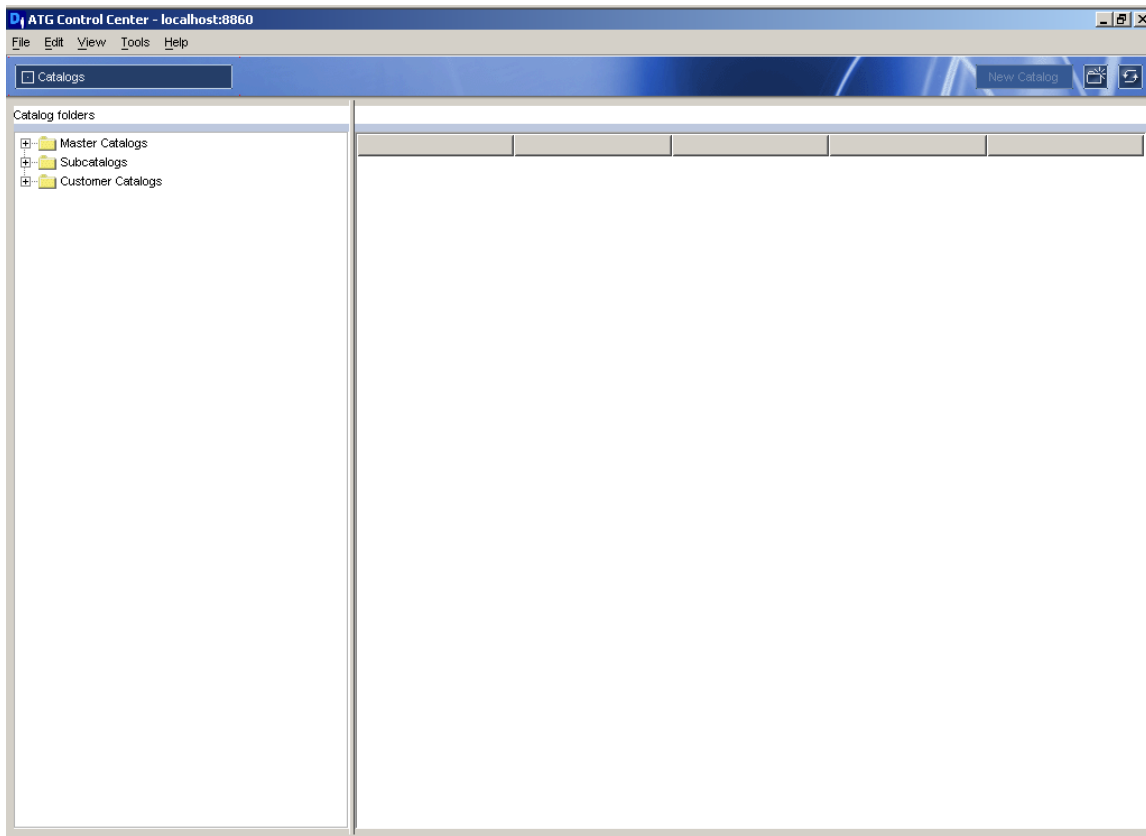 ATG Control Center - localhost:8860
File Edit View Tools Help
Catalogs New Catalog
Catalog folders
Master Catalogs
Subcatalogs
Customer Catalogs